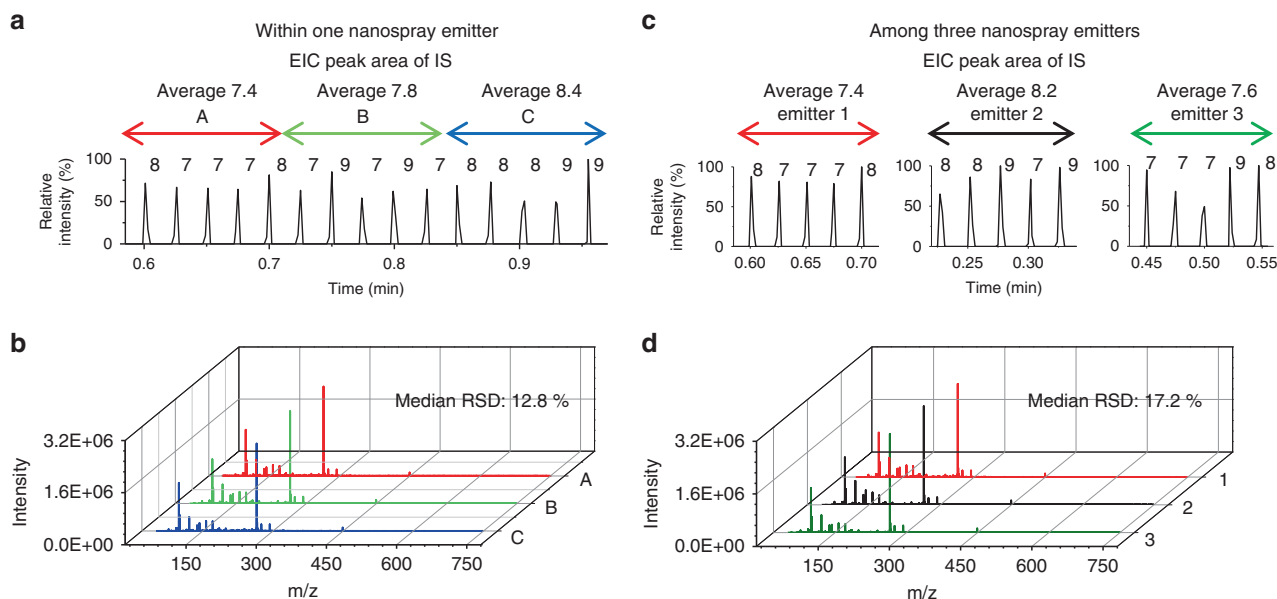 a
Within one nanospray emitter
EIC peak area of IS
Average 7.4
A
Average 7.8
B
Average 8.4
C
Relative
intensity (%)
100
50
0
8 7 7 7 8 7 9 7 9 7 8 8 8 9 9
0.6 0.7 0.8 0.9
Time (min)
c
Among three nanospray emitters
EIC peak area of IS
Average 7.4
emitter 1
Average 8.2
emitter 2
Average 7.6
emitter 3
Relative
intensity (%)
100
50
0
8 7 7 7 8
0.60 0.65 0.70
100
50
0
8 8 9 7 9
0.25 0.30
100
50
0
7 7 7 9 8
0.45 0.50 0.55
Time (min)
b
Median RSD: 12.8 %
Intensity
3.2E+06
1.6E+06
0.0E+00
A
B
C
150 300 450 600 750
m/z
d
Median RSD: 17.2 %
Intensity
3.2E+06
1.6E+06
0.0E+00
1
2
3
150 300 450 600 750
m/z